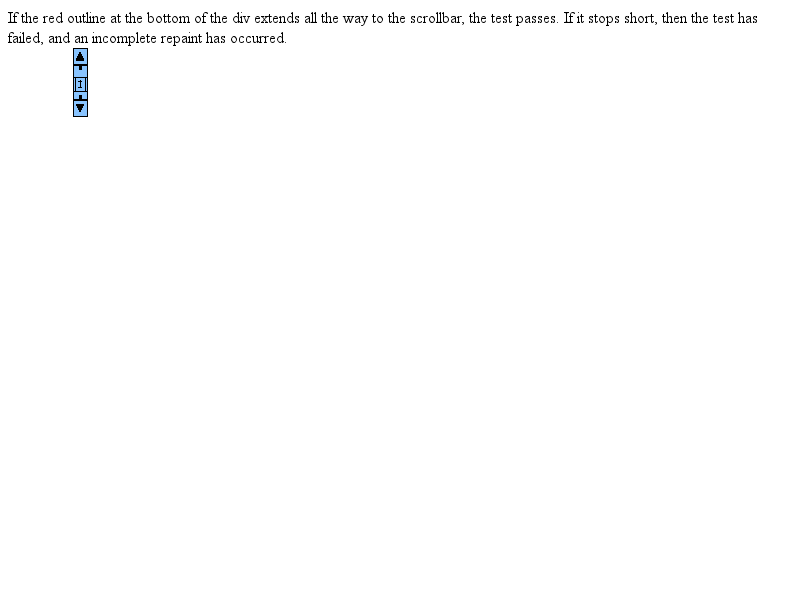 If the red outline at the bottom of the div extends all the way to the scrollbar, the test passes. If it stops short, then the test has
failed, and an incomplete repaint has occurred.